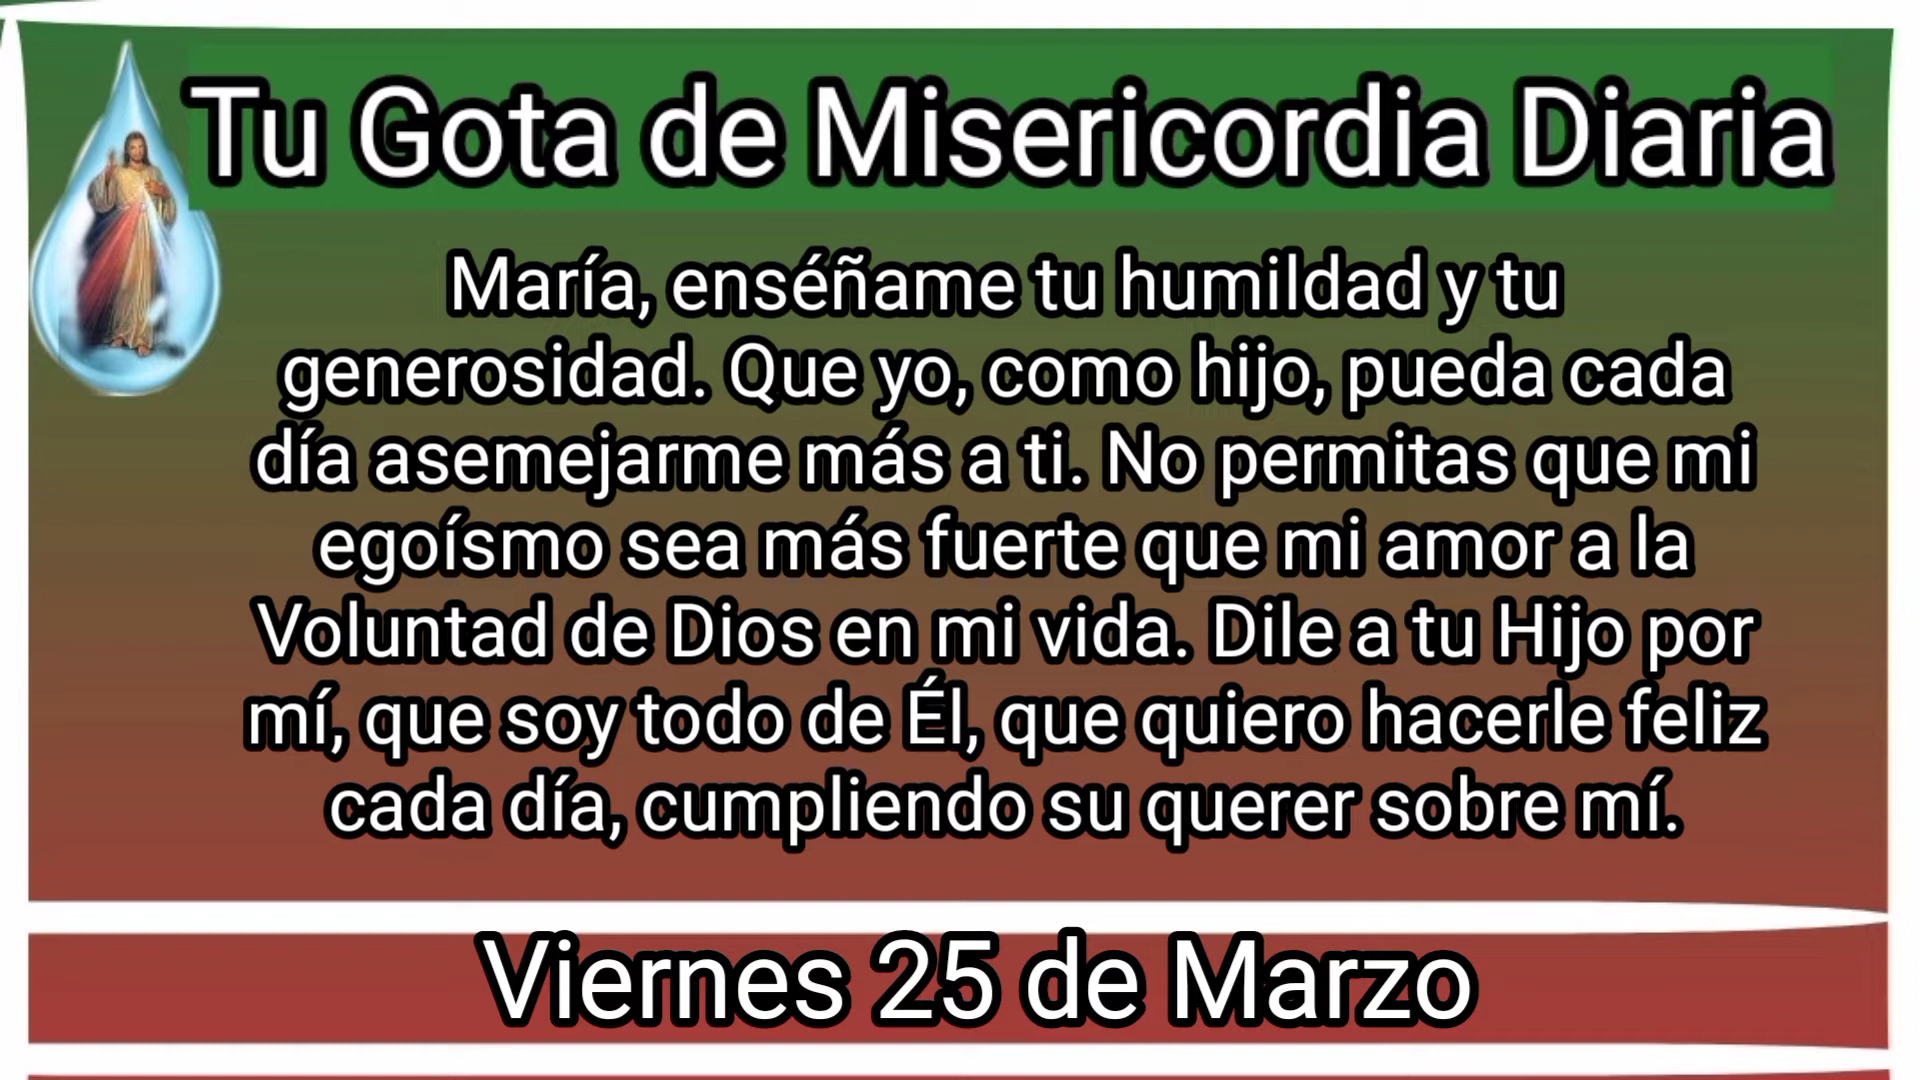 Tu Gota de Misericordia Diaria
María, enséñame tu humildad y tu
generosidad. Que yo, como hijo, pueda cada
día asemejarme más a ti. No permitas que mi
egoísmo sea más fuerte que mi amor a la
Voluntad de Dios en mi vida. Dile a tu Hijo por
mí, que soy todo de Él, que quiero hacerle feliz
cada día, cumpliendo su querer sobre mí.
Viernes 25 de Marzo